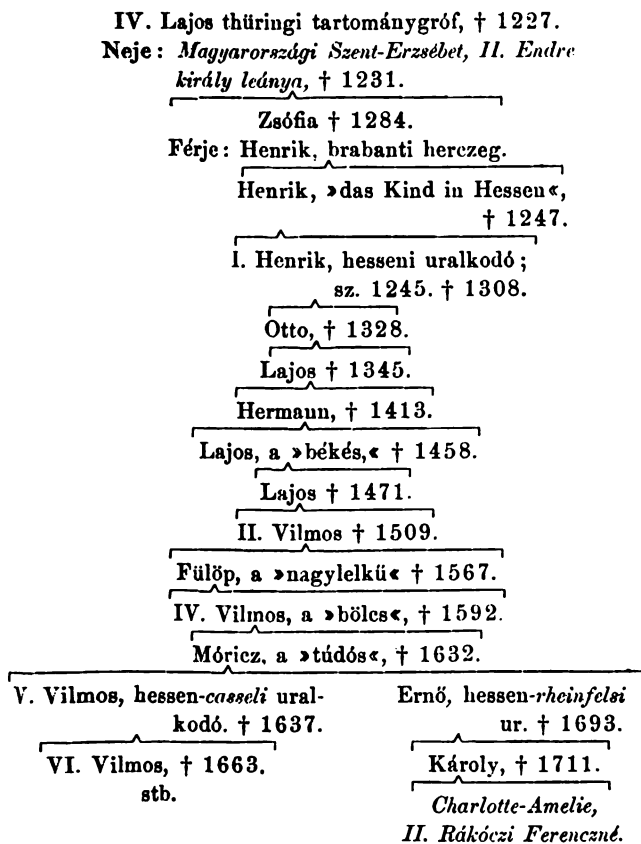 IV. Lajos thüringi tartománygróf, † 1227.
Neje: Magyarországi Szent-Erzsébet, II. Endre
király leánya, † 1231.
Zsófia † 1284.
Férje: Henrik, brabanti herczeg.
Henrik, »das Kind in Hessen«,
† 1247.
I. Henrik, hesseni uralkodó;
sz. 1245. † 1308.
Otto, † 1328.
Lajos † 1345.
Hermann, † 1413.
Lajos, a »békés,« † 1458.
Lajos † 1471.
II. Vilmos † 1509.
Fülöp, a »nagylelkű« † 1567.
IV. Vilmos, a »bölcs«, † 1592.
Móricz, a »túdós«, † 1632.
V. Vilmos, hessen-casseli ural-
kodó. † 1637.
VI. Vilmos, † 1663.
stb.
Ernő, hessen-rheinfelsi
ur. † 1693.
Károly, † 1711.
Charlotte-Amelie,
II. Rákóczi Ferenczné.